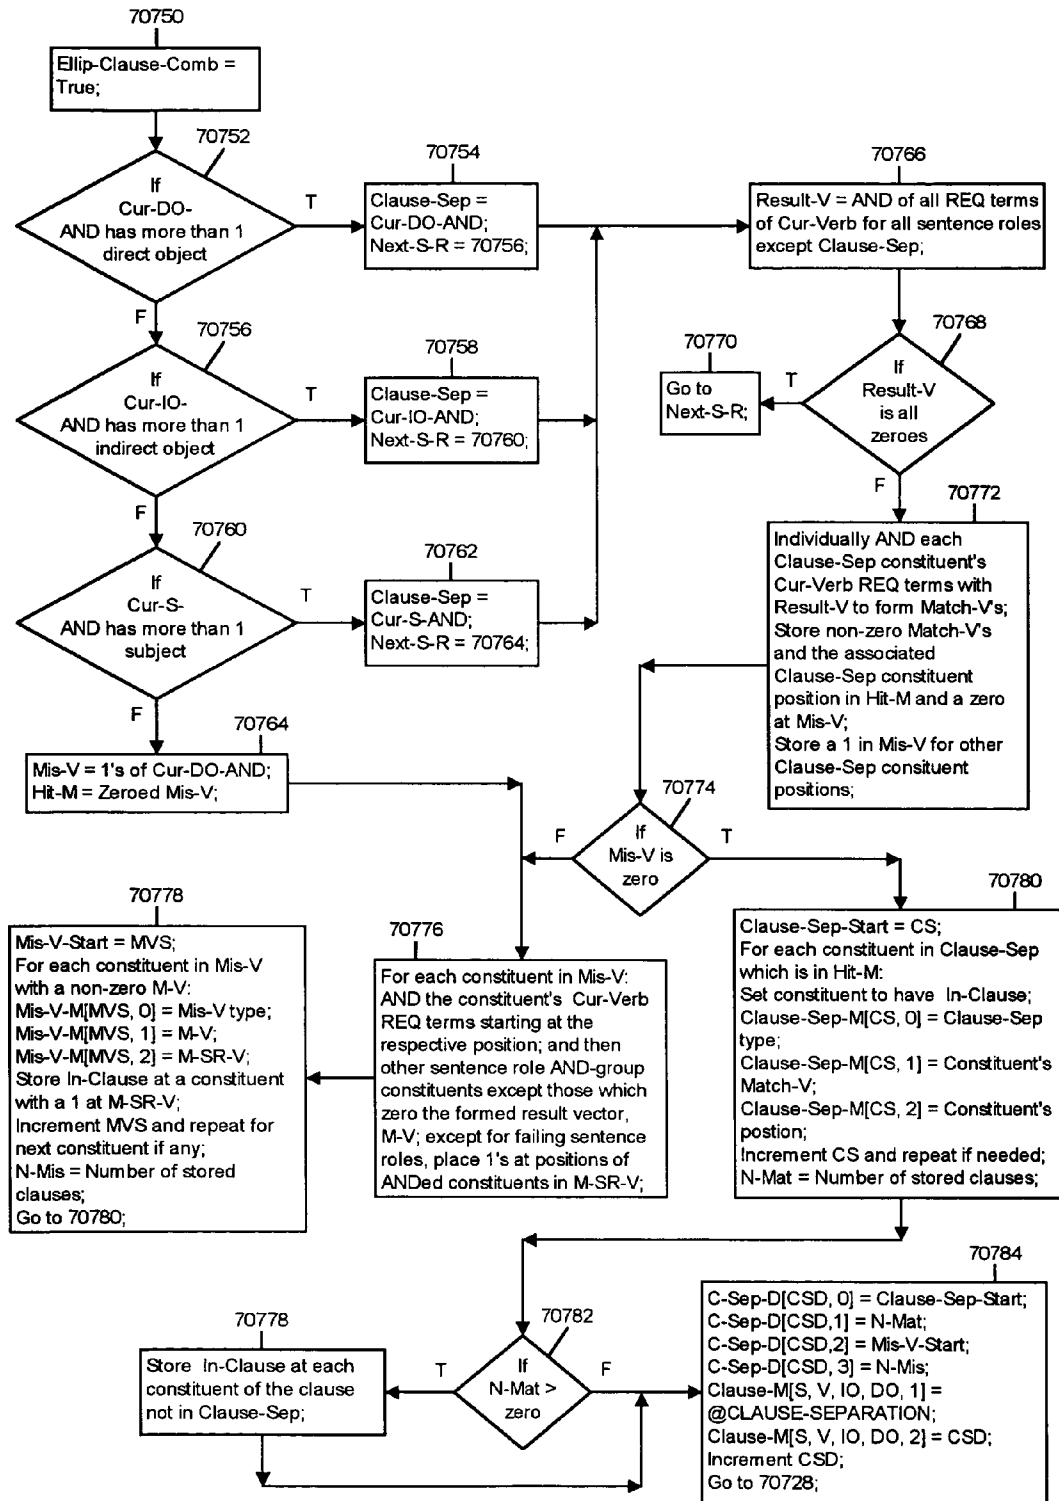 70750
Ellip-Clause-Comb =
True;
70752
If
Cur-DO-
AND has more than 1
direct object
T
F
70754
Clause-Sep =
Cur-DO-AND;
Next-S-R = 70756;
70756
If
Cur-IO-
AND has more than 1
indirect object
T
F
70758
Clause-Sep =
Cur-IO-AND;
Next-S-R = 70760;
70760
If
Cur-S-
AND has more than 1
subject
T
F
70762
Clause-Sep =
Cur-S-AND;
Next-S-R = 70764;
70764
Mis-V = 1's of Cur-DO-AND;
Hit-M = Zeroed Mis-V;
70766
Result-V = AND of all REQ terms
of Cur-Verb for all sentence roles
except Clause-Sep;
70768
If
Result-V
is all
zeroes
T
F
70770
Go to
Next-S-R;
70772
Individually AND each
Clause-Sep constituent's
Cur-Verb REQ terms with
Result-V to form Match-V's;
Store non-zero Match-V's
and the associated
Clause-Sep constituent
position in Hit-M and a zero
at Mis-V;
Store a 1 in Mis-V for other
Clause-Sep consituent
positions;
70774
If
Mis-V is
zero
F
T
70776
For each constituent in Mis-V:
AND the constituent's Cur-Verb
REQ terms starting at the
respective position; and then
other sentence role AND-group
constituents except those which
zero the formed result vector,
M-V; except for failing sentence
roles, place 1's at positions of
ANDed constituents in M-SR-V;
70778
Mis-V-Start = MVS;
For each constituent in Mis-V
with a non-zero M-V:
Mis-V-M[MVS, 0] = Mis-V type;
Mis-V-M[MVS, 1] = M-V;
Mis-V-M[MVS, 2] = M-SR-V;
Store In-Clause at a constituent
with a 1 at M-SR-V;
Increment MVS and repeat for
next constituent if any;
N-Mis = Number of stored
clauses;
Go to 70780;
70780
Clause-Sep-Start = CS;
For each constituent in Clause-Sep
which is in Hit-M:
Set constituent to have In-Clause;
Clause-Sep-M[CS, 0] = Clause-Sep
type;
Clause-Sep-M[CS, 1] = Constituent's
Match-V;
Clause-Sep-M[CS, 2] = Constituent's
postion;
Increment CS and repeat if needed;
N-Mat = Number of stored clauses;
70782
If
N-Mat >
zero
T
F
70778
Store In-Clause at each
constituent of the clause
not in Clause-Sep;
70784
C-Sep-D[CSD, 0] = Clause-Sep-Start;
C-Sep-D[CSD,1] = N-Mat;
C-Sep-D[CSD,2] = Mis-V-Start;
C-Sep-D[CSD, 3] = N-Mis;
Clause-M[S, V, IO, DO, 1] =
@CLAUSE-SEPARATION;
Clause-M[S, V, IO, DO, 2] = CSD;
Increment CSD;
Go to 70728;